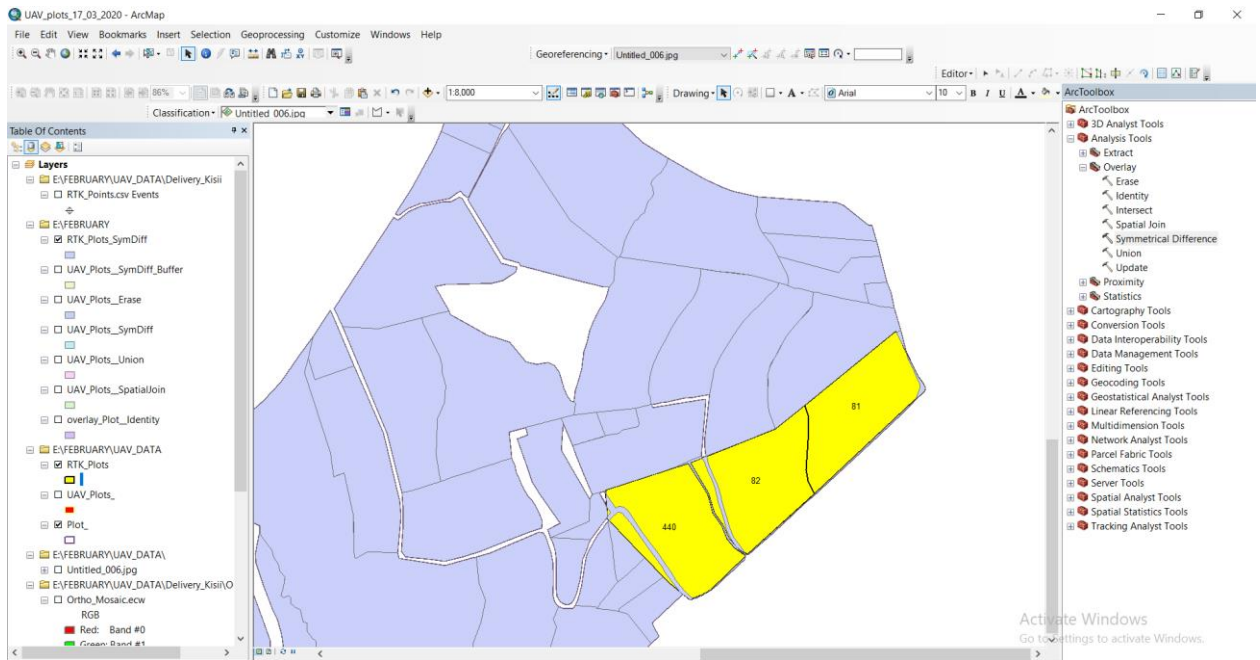 UAV_plots_17_03_2020 - ArcMap
File Edit View Bookmarks Insert Selection Geoprocessing Customize Windows Help
Georeferencing Untitled_006.jpg
Editor
86% 1:8,000 Drawing A Arial 10 B I U A
Classification Untitled_006.jpg
Table Of Contents
Layers
E:\FEBRUARY\UAV_DATA\Delivery_Kisii
RTK_Points.csv Events
E:\FEBRUARY
RTK_Plots_SymDiff
UAV_Plots__SymDiff_Buffer
UAV_Plots__Erase
UAV_Plots__SymDiff
UAV_Plots__Union
UAV_Plots__SpatialJoin
overlay_Plot__Identity
E:\FEBRUARY\UAV_DATA
RTK_Plots
UAV_Plots_
Plot_
E:\FEBRUARY\UAV_DATA\
Untitled_006.jpg
E:\FEBRUARY\UAV_DATA\Delivery_Kisii\O
Ortho_Mosaic.ecw
RGB
Red: Band #0
Green: Band #1
81
82
440
ArcToolbox
ArcToolbox
3D Analyst Tools
Analysis Tools
Extract
Overlay
Erase
Identity
Intersect
Spatial Join
Symmetrical Difference
Union
Update
Proximity
Statistics
Cartography Tools
Conversion Tools
Data Interoperability Tools
Data Management Tools
Editing Tools
Geocoding Tools
Geostatistical Analyst Tools
Linear Referencing Tools
Multidimension Tools
Network Analyst Tools
Parcel Fabric Tools
Schematics Tools
Server Tools
Spatial Analyst Tools
Spatial Statistics Tools
Tracking Analyst Tools
Activate Windows
Go to Settings to activate Windows.